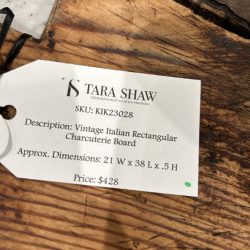 TARA SHAW
SKU: KIK23028
Description: Vintage Italian Rectangular
Charcuterie Board
Approx. Dimensions: 21 W x 38 L x .5 H
Price: $428